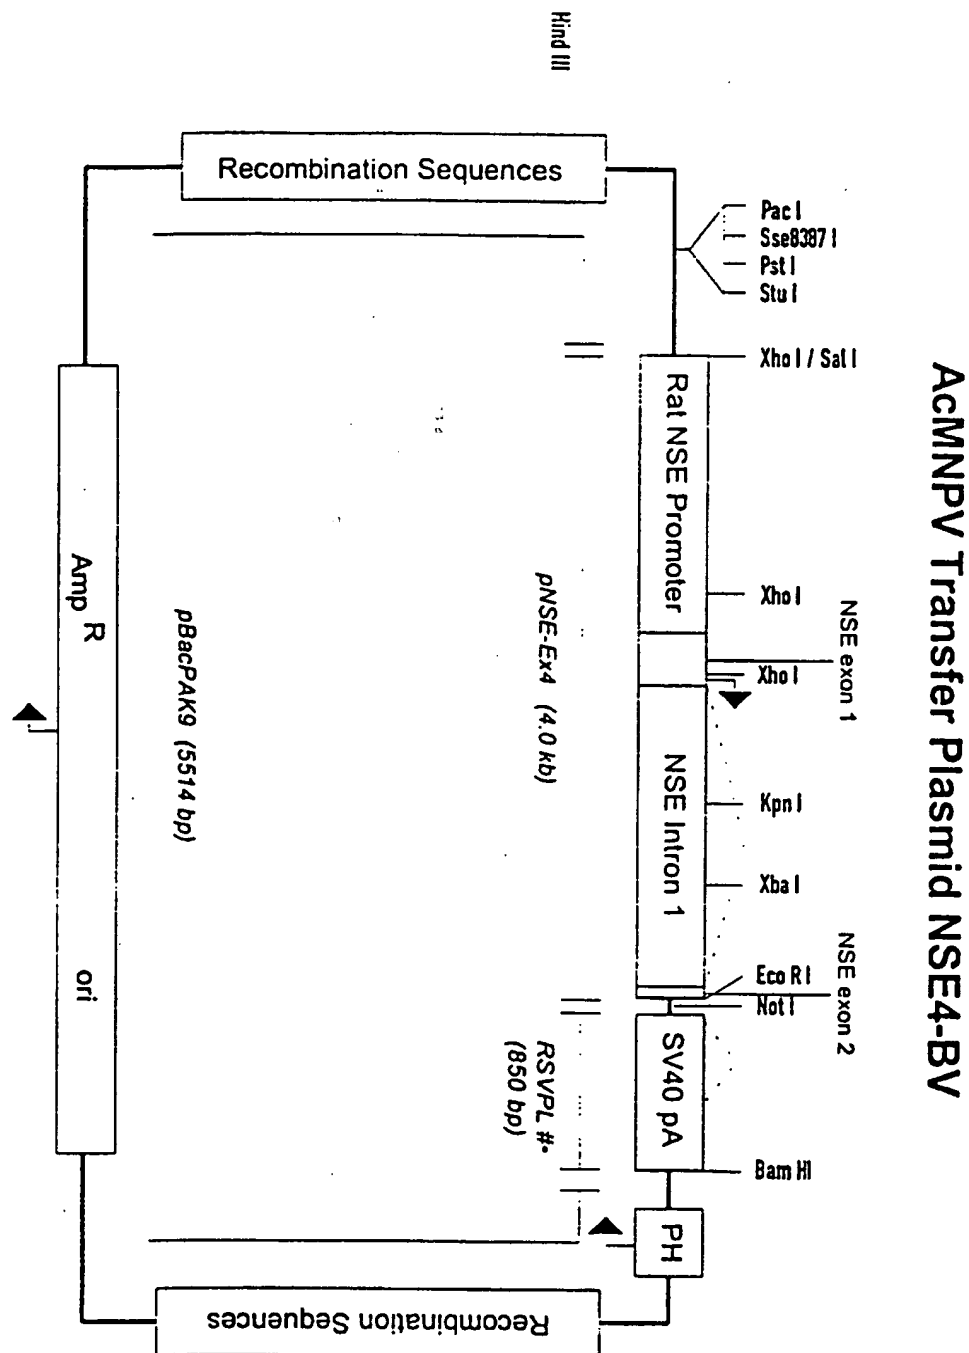 AcMNPV Transfer Plasmid NSE4-BV
Hind III
Recombination Sequences
Pac I
Sse8387 I
Pst I
Stu I
Xho I / Sal I
Rat NSE Promoter
Xho I
NSE exon 1
Xho I
NSE Intron 1
Kpn I
Xba I
NSE exon 2
Eco R I
Not I
SV40 pA
Bam HI
PH
pNSE-Ex4 (4.0 kb)
RSVPL
(850 bp)
pBacPAK9 (5514 bp)
Amp R
ori
Recombination Sequences